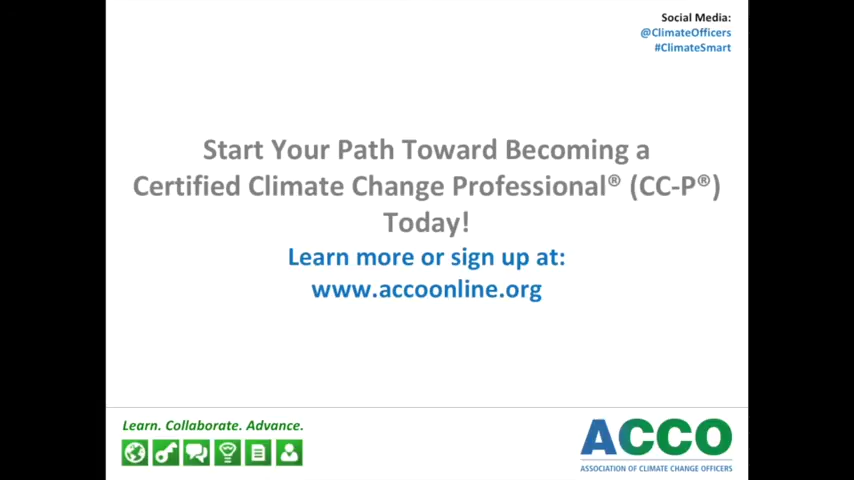 Social Media:
@ClimateOfficers
#ClimateSmart
Start Your Path Toward Becoming a
Certified Climate Change Professional® (CC-P®)
Today!
Learn more or sign up at:
www.accoonline.org
Learn. Collaborate. Advance.
ACCO
ASSOCIATION OF CLIMATE CHANGE OFFICERS